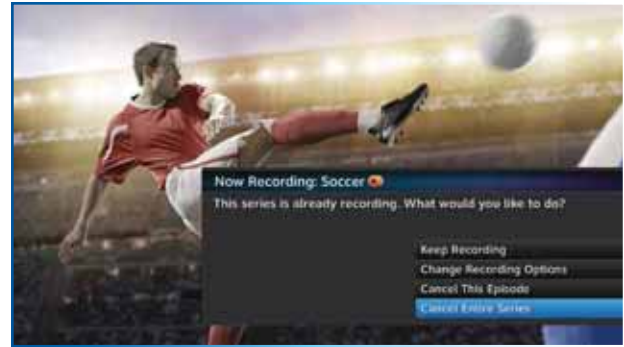 Now Recording: Soccer
This series is already recording. What would you like to do?
Keep Recording
Change Recording Options
Cancel This Episode
Cancel Entire Series